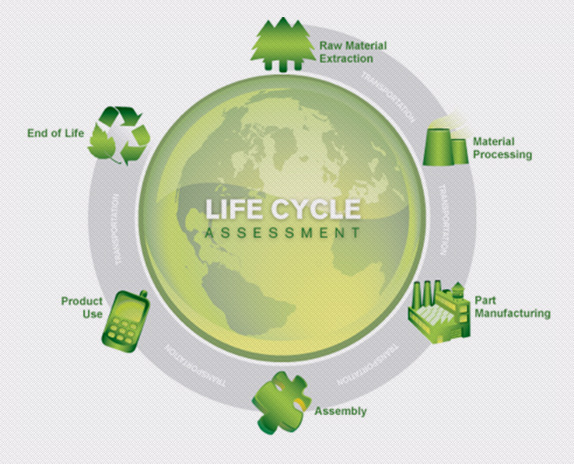 Raw Material
Extraction
TRANSPORTATION
Material
Processing
TRANSPORTATION
Part
Manufacturing
TRANSPORTATION
Assembly
TRANSPORTATION
Product
Use
TRANSPORTATION
End of Life
LIFE CYCLE
ASSESSMENT